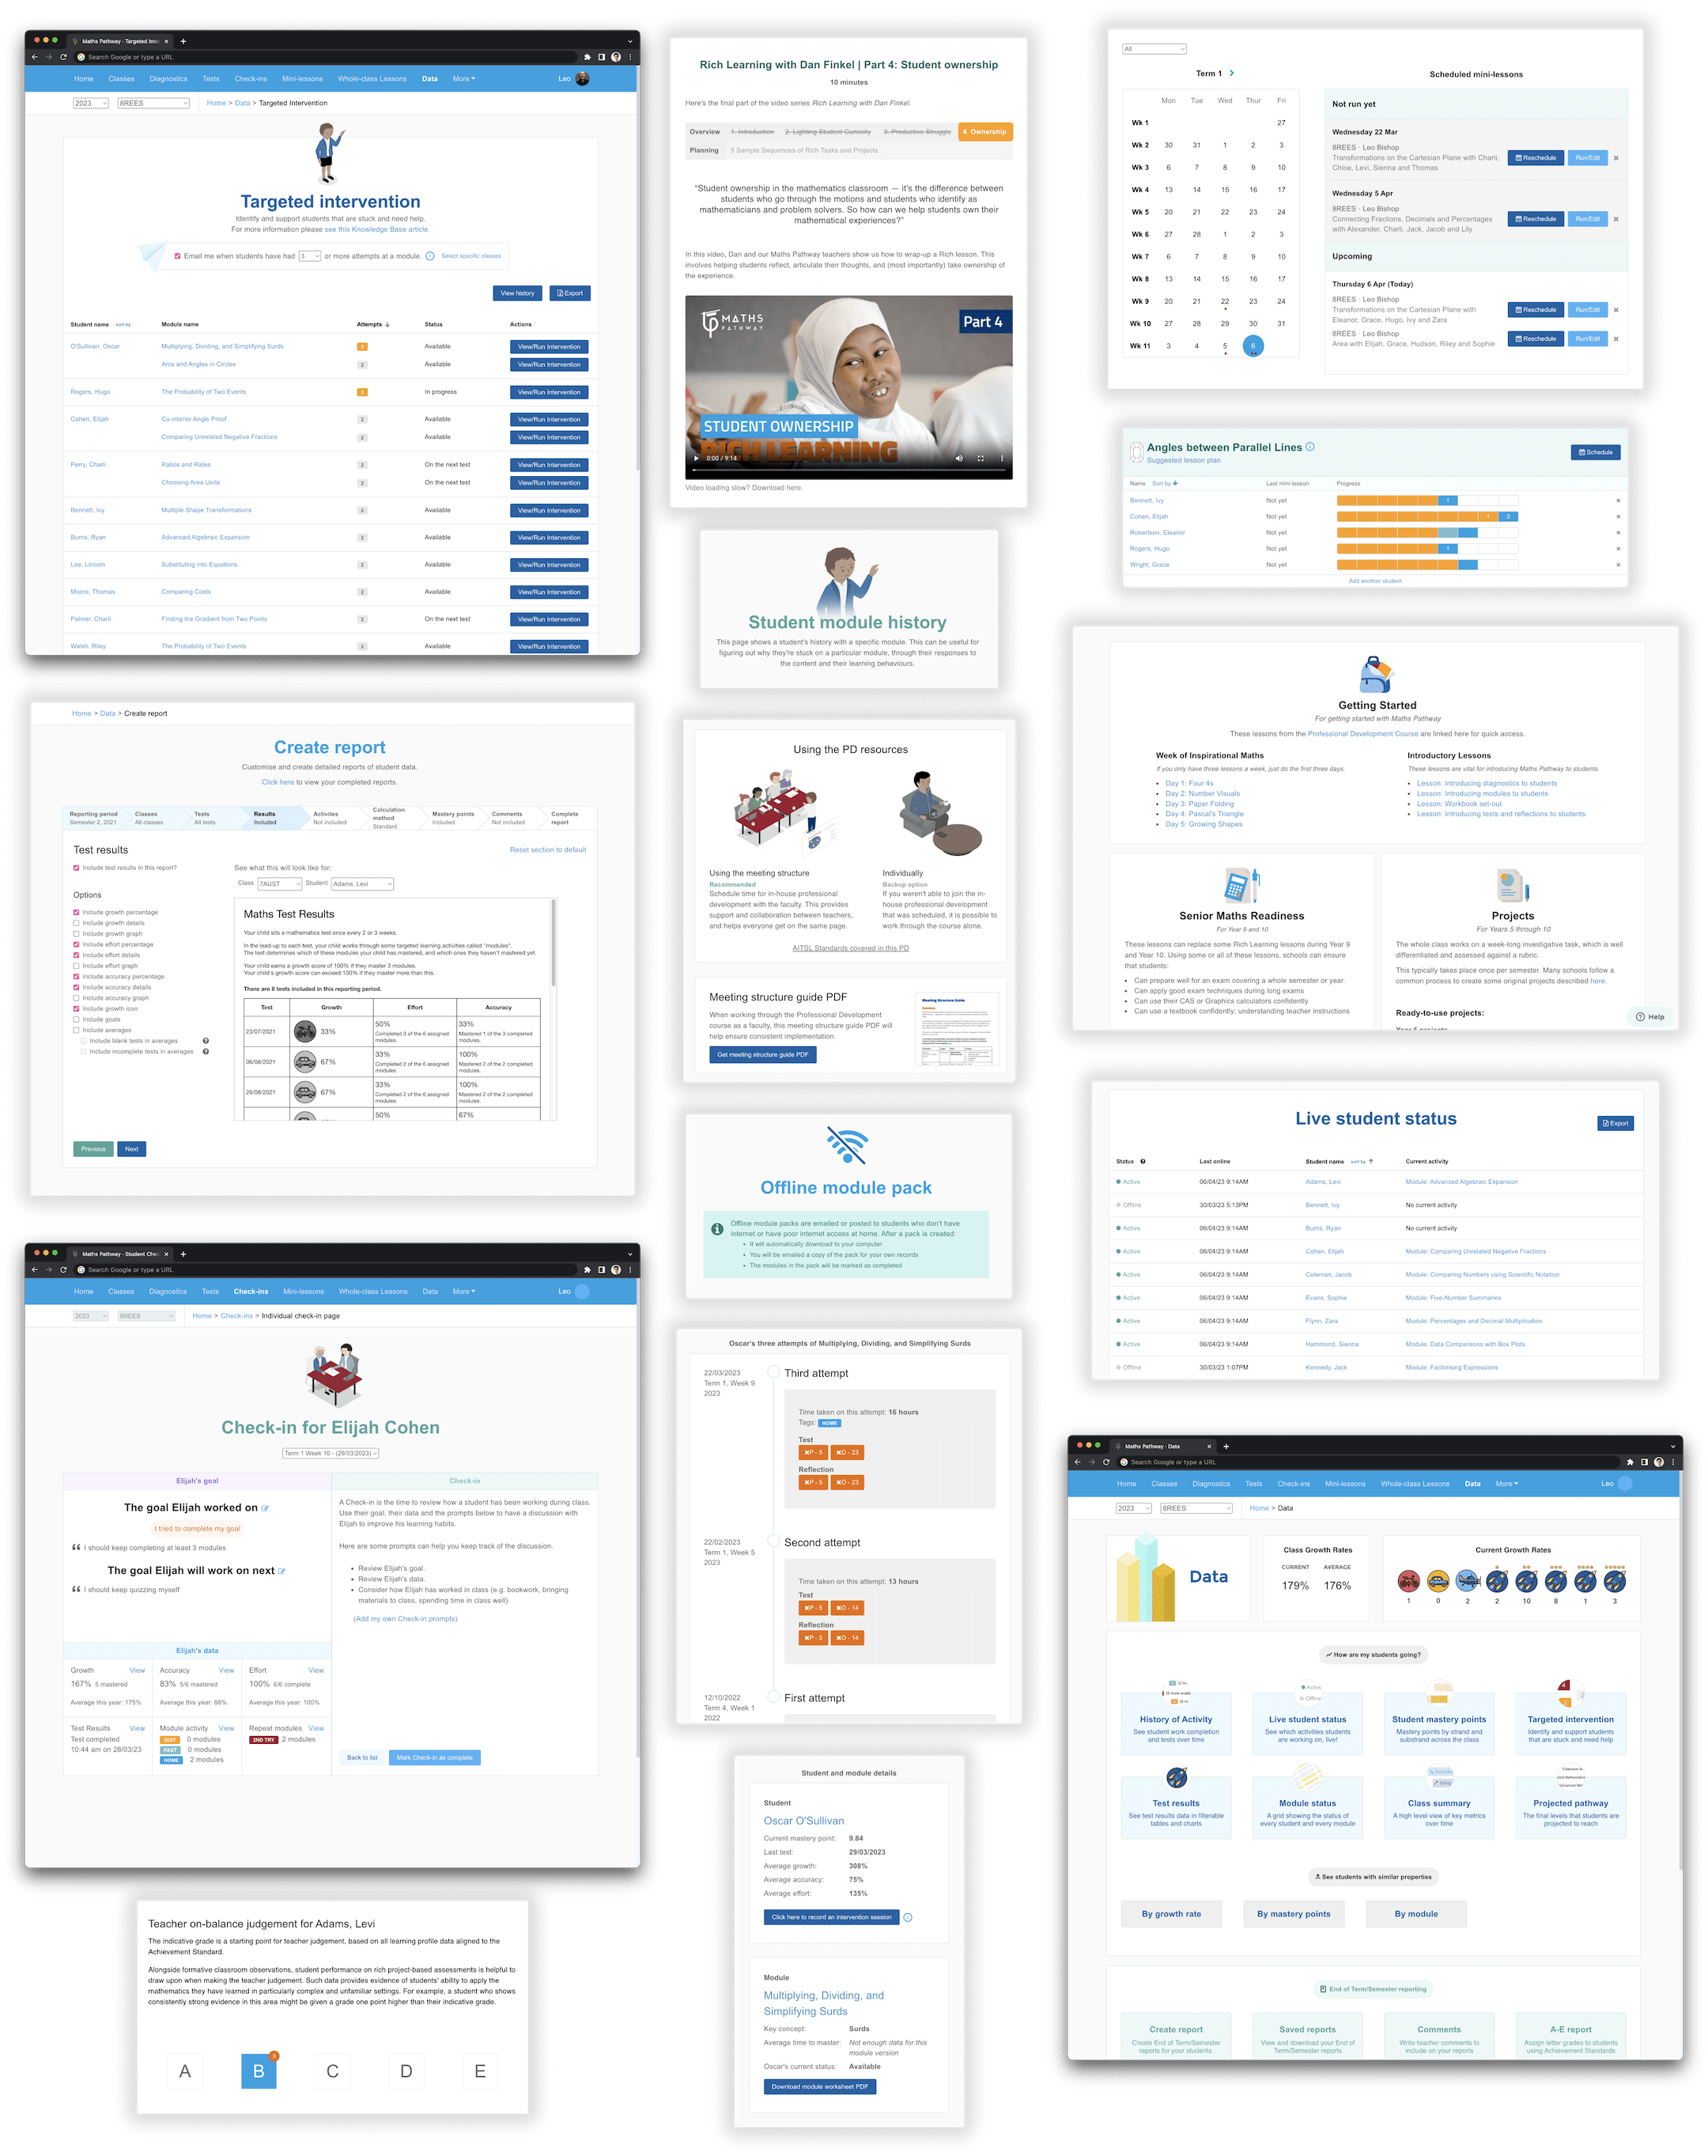 Maths Pathway - Targeted Inter
Search Google or type a URL
Home Classes Diagnostics Tests Check-ins Mini-lessons Whole-class Lessons Data More Leo
2023 8REES Home > Data > Targeted Intervention
Targeted intervention
Identify and support students that are stuck and need help.
For more information please see this Knowledge Base article.
Email me when students have had 3 or more attempts at a module. Select specific classes
View history Export
Student name sort by Module name Attempts Status Actions
O'Sullivan, Oscar Multiplying, Dividing, and Simplifying Surds 3 Available View/Run Intervention
Arcs and Angles in Circles 2 Available View/Run Intervention
Rogers, Hugo The Probability of Two Events 3 In progress View/Run Intervention
Cohen, Elijah Co-interior Angle Proof 2 Available View/Run Intervention
Comparing Unrelated Negative Fractions 2 Available View/Run Intervention
Perry, Charli Ratios and Rates 2 On the next test View/Run Intervention
Choosing Area Units 2 On the next test View/Run Intervention
Bennett, Ivy Multiple Shape Transformations 2 Available View/Run Intervention
Burns, Ryan Advanced Algebraic Expansion 2 Available View/Run Intervention
Lee, Lincoln Substituting into Equations 2 Available View/Run Intervention
Moore, Thomas Comparing Costs 2 Available View/Run Intervention
Palmer, Charli Finding the Gradient from Two Points 2 On the next test View/Run Intervention
Walsh, Riley The Probability of Two Events 2 Available View/Run Intervention
Home > Data > Create report
Create report
Customise and create detailed reports of student data.
Click here to view your completed reports.
Reporting period Semester 2, 2021
Classes All classes
Tests All tests
Results Included
Activites Not included
Calculation method Standard
Mastery points Included
Comments Not included
Complete report
Test results
Reset section to default
Include test results in this report?
Options
Include growth percentage
Include growth details
Include growth graph
Include effort percentage
Include effort details
Include effort graph
Include accuracy percentage
Include accuracy details
Include accuracy graph
Include growth icon
Include goals
Include averages
Include blank tests in averages
Include incomplete tests in averages
See what this will look like for:
Class 7AUST Student Adams, Levi
Maths Test Results
Your child sits a mathematics test once every 2 or 3 weeks.
In the lead-up to each test, your child works through some targeted learning activities called "modules".
The test determines which of these modules your child has mastered, and which ones they haven't mastered yet.
Your child earns a growth score of 100% if they master 3 modules.
Your child's growth score can exceed 100% if they master more than this.
There are 8 tests included in this reporting period.
Test Growth Effort Accuracy
23/07/2021 33% 50% Completed 3 of the 6 assigned modules. 33% Mastered 1 of the 3 completed modules.
06/08/2021 67% 33% Completed 2 of the 6 assigned modules. 100% Mastered 2 of the 2 completed modules.
26/08/2021 67% 33% Completed 2 of the 6 assigned modules. 100% Mastered 2 of the 2 completed modules.
50% 67%
Previous Next
Maths Pathway - Student Chec
Search Google or type a URL
Home Classes Diagnostics Tests Check-ins Mini-lessons Whole-class Lessons Data More Leo
2023 8REES Home > Check-ins > Individual check-in page
Check-in for Elijah Cohen
Term 1 Week 10 - (29/03/2023)
Elijah's goal
The goal Elijah worked on
I tried to complete my goal
I should keep completing at least 3 modules
The goal Elijah will work on next
I should keep quizzing myself
Elijah's data
Growth View Accuracy View Effort View
167% 5 mastered 83% 5/6 mastered 100% 6/6 complete
Average this year: 175% Average this year: 88% Average this year: 100%
Test Results View Module activity View Repeat modules View
Test completed QUIT 0 modules 2ND TRY 2 modules
10:44 am on 28/03/23 PAST 0 modules
HOME 2 modules
Check-in
A Check-in is the time to review how a student has been working during class.
Use their goal, their data and the prompts below to have a discussion with
Elijah to improve his learning habits.
Here are some prompts can help you keep track of the discussion.
• Review Elijah's goal.
• Review Elijah's data.
• Consider how Elijah has worked in class (e.g. bookwork, bringing
materials to class, spending time in class well).
(Add my own Check-in prompts)
Back to list Mark Check-in as complete
Teacher on-balance judgement for Adams, Levi
The indicative grade is a starting point for teacher judgement, based on all learning profile data aligned to the
Achievement Standard.
Alongside formative classroom observations, student performance on rich project-based assessments is helpful to
draw upon when making the teacher judgement. Such data provides evidence of students' ability to apply the
mathematics they have learned in particularly complex and unfamiliar settings. For example, a student who shows
consistently strong evidence in this area might be given a grade one point higher than their indicative grade.
A B x C D E
Rich Learning with Dan Finkel | Part 4: Student ownership
10 minutes
Here's the final part of the video series Rich Learning with Dan Finkel.
Overview 1. Introduction 2. Lighting Student Curiosity 3. Productive Struggle 4. Ownership
Planning 5 Sample Sequences of Rich Tasks and Projects
“Student ownership in the mathematics classroom — it's the difference between
students who go through the motions and students who identify as
mathematicians and problem solvers. So how can we help students own their
mathematical experiences?”
In this video, Dan and our Maths Pathway teachers show us how to wrap-up a Rich lesson. This
involves helping students reflect, articulate their thoughts, and (most importantly) take ownership of
the experience.
MATHS
PATHWAY
Part 4
STUDENT OWNERSHIP
RICH LEARNING
0:00 / 9:14
Video loading slow? Download here.
Student module history
This page shows a student's history with a specific module. This can be useful for
figuring out why they're stuck on a particular module, through their responses to
the content and their learning behaviours.
Using the PD resources
Using the meeting structure
Recommended
Schedule time for in-house professional
development with the faculty. This provides
support and collaboration between teachers,
and helps everyone get on the same page.
Individually
Backup option
If you weren't able to join the in-
house professional development
that was scheduled, it is possible to
work through the course alone.
AITSL Standards covered in this PD
Meeting structure guide PDF
When working through the Professional Development
course as a faculty, this meeting structure guide PDF will
help ensure consistent implementation.
Get meeting structure guide PDF
Meeting Structure Guide
Offline module pack
Offline module packs are emailed or posted to students who don't have
internet or have poor internet access at home. After a pack is created:
• It will automatically download to your computer
• You will be emailed a copy of the pack for your own records
• The modules in the pack will be marked as completed
Oscar's three attempts of Multiplying, Dividing, and Simplifying Surds
22/03/2023
Term 1, Week 9
2023
Third attempt
Time taken on this attempt: 16 hours
Tags: HOME
Test
✖P - 5 ✖O - 23
Reflection
✖P - 5 ✖O - 23
22/02/2023
Term 1, Week 5
2023
Second attempt
Time taken on this attempt: 13 hours
Test
✖P - 5 ✖O - 14
Reflection
✖P - 5 ✖O - 14
12/10/2022
Term 4, Week 1
2022
First attempt
Student and module details
Student
Oscar O'Sullivan
Current mastery point: 9.84
Last test: 29/03/2023
Average growth: 308%
Average accuracy: 75%
Average effort: 135%
Click here to record an intervention session
Module
Multiplying, Dividing, and
Simplifying Surds
Key concept: Surds
Average time to master: Not enough data for this
module version
Oscar's current status: Available
Download module worksheet PDF
All
Term 1
Mon Tue Wed Thur Fri
Wk 1 27
Wk 2 30 31 1 2 3
Wk 3 6 7 8 9 10
Wk 4 13 14 15 16 17
Wk 5 20 21 22 23 24
Wk 6 27 28 1 2 3
Wk 7 6 7 8 9 10
Wk 8 13 14 15 16 17
Wk 9 20 21 22 23 24
Wk 10 27 28 29 30 31
Wk 11 3 4 5 6
Scheduled mini-lessons
Not run yet
Wednesday 22 Mar
8REES · Leo Bishop
Transformations on the Cartesian Plane with Charli,
Chloe, Levi, Sienna and Thomas
Reschedule Run/Edit
Wednesday 5 Apr
8REES · Leo Bishop
Connecting Fractions, Decimals and Percentages
with Alexander, Charli, Jack, Jacob and Lily
Reschedule Run/Edit
Upcoming
Thursday 6 Apr (Today)
8REES · Leo Bishop
Transformations on the Cartesian Plane with
Eleanor, Grace, Hugo, Ivy and Zara
Reschedule Run/Edit
8REES · Leo Bishop
Area with Elijah, Grace, Hudson, Riley and Sophie
Reschedule Run/Edit
Angles between Parallel Lines
Suggested lesson plan
Schedule
Name Sort by Last mini-lesson Progress
Bennett, Ivy Not yet 1
Cohen, Elijah Not yet 1 2
Robertson, Eleanor Not yet
Rogers, Hugo Not yet 1
Wright, Grace Not yet
Add another student
Getting Started
For getting started with Maths Pathway
These lessons from the Professional Development Course are linked here for quick access.
Week of Inspirational Maths
If you only have three lessons a week, just do the first three days.
• Day 1: Four 4s
• Day 2: Number Visuals
• Day 3: Paper Folding
• Day 4: Pascal's Triangle
• Day 5: Growing Shapes
Introductory Lessons
These lessons are vital for introducing Maths Pathway to students.
• Lesson: Introducing diagnostics to students
• Lesson: Introducing modules to students
• Lesson: Workbook set-out
• Lesson: Introducing tests and reflections to students
Senior Maths Readiness
For Year 9 and 10
These lessons can replace some Rich Learning lessons during Year 9
and Year 10. Using some or all of these lessons, schools can ensure
that students:
• Can prepare well for an exam covering a whole semester or year.
• Can apply good exam techniques during long exams
• Can use their CAS or Graphics calculators confidently
• Can use a textbook confidently; understanding teacher instructions
Projects
For Years 5 through 10
The whole class works on a week-long investigative task, which is well
differentiated and assessed against a rubric.
This typically takes place once per semester. Many schools follow a
common process to create some original projects described here.
Ready-to-use projects:
Help
Live student status
Export
Status Last online Student name sort by Current activity
Active 06/04/23 9:14AM Adams, Levi Module: Advanced Algebraic Expansion
Offline 30/03/23 5:13PM Bennett, Ivy No current activity
Active 06/04/23 9:14AM Burns, Ryan No current activity
Active 06/04/23 9:14AM Cohen, Elijah Module: Comparing Unrelated Negative Fractions
Active 06/04/23 9:14AM Coleman, Jacob Module: Comparing Numbers using Scientific Notation
Active 06/04/23 9:14AM Evans, Sophie Module: Five-Number Summaries
Active 06/04/23 9:14AM Flynn, Zara Module: Percentages and Decimal Multiplication
Active 06/04/23 9:14AM Hammond, Sienna Module: Data Comparisons with Box Plots
Offline 30/03/23 1:07PM Kennedy, Jack Module: Factorising Expressions
Maths Pathway - Data
Search Google or type a URL
Home Classes Diagnostics Tests Check-ins Mini-lessons Whole-class Lessons Data More Leo
2023 8REES Home > Data
Data
Class Growth Rates
CURRENT AVERAGE
179% 176%
Current Growth Rates
1 0 2 2 10 8 1 3
How are my students going?
Active
Offline
History of Activity
See student work completion
and tests over time
Live student status
See which activities students
are working on, live!
Student mastery points
Mastery points by strand and
substrand across the class
Targeted intervention
Identify and support students
that are stuck and need help
Test results
See test results data in filterable
tables and charts
Module status
A grid showing the status of
every student and every module
Class summary
A high level view of key metrics
over time
Projected pathway
The final levels that students are
projected to reach
See students with similar properties
By growth rate By mastery points By module
End of Term/Semester reporting
Create report
Create End of Term/Semester
reports for your students.
Saved reports
View and download your End of
Term/Semester reports
Comments
Write teacher comments to
include on your reports
A-E report
Assign letter grades to students
using Achievement Standards